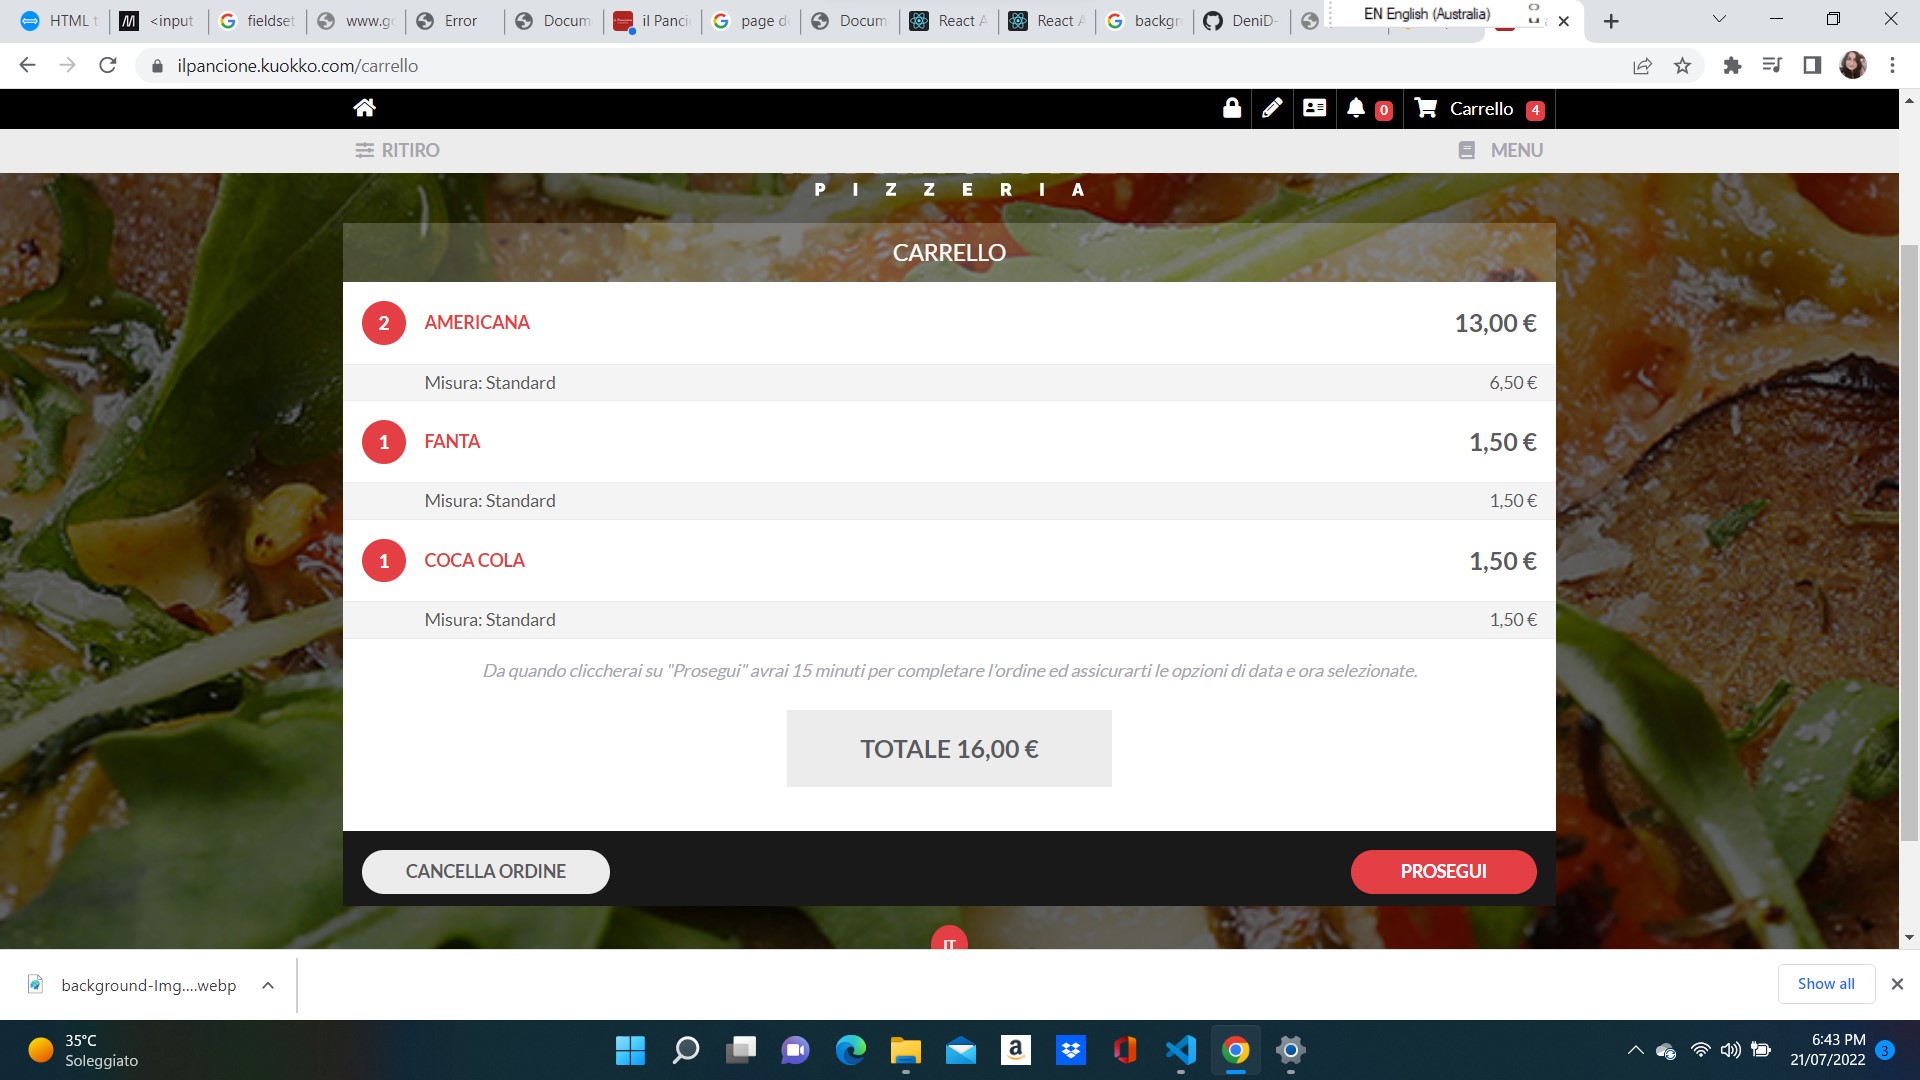 HTML t
<input
fieldset
www.go
Error
Docum
il Panci
page de
Docum
React A
React A
backgr
DeniD-
EN English (Australia)
ilpancione.kuokko.com/carrello
0
Carrello 4
RITIRO
MENU
PIZZERIA
CARRELLO
2 AMERICANA 13,00 €
Misura: Standard 6,50 €
1 FANTA 1,50 €
Misura: Standard 1,50 €
1 COCA COLA 1,50 €
Misura: Standard 1,50 €
Da quando cliccherai su "Prosegui" avrai 15 minuti per completare l'ordine ed assicurarti le opzioni di data e ora selezionate.
TOTALE 16,00 €
CANCELLA ORDINE
PROSEGUI
IT
background-Img....webp
Show all
35°C
Soleggiato
6:43 PM
21/07/2022
3